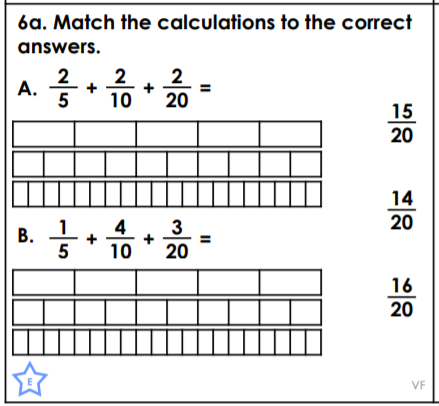 6a. Match the calculations to the correct
answers.
A. 2/5 + 2/10 + 2/20 =
15/20
14/20
B. 1/5 + 4/10 + 3/20 =
16/20
E
VF